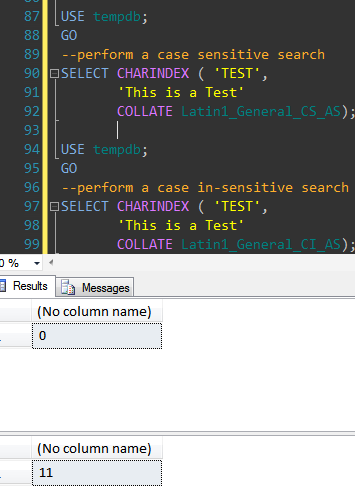 87 USE tempdb;
88 GO
89 --perform a case sensitive search
90 SELECT CHARINDEX ( 'TEST',
91 'This is a Test'
92 COLLATE Latin1_General_CS_AS);
93
94 USE tempdb;
95 GO
96 --perform a case in-sensitive search
97 SELECT CHARINDEX ( 'TEST',
98 'This is a Test'
99 COLLATE Latin1_General_CI_AS);
0 %
Results Messages
(No column name)
0
(No column name)
11